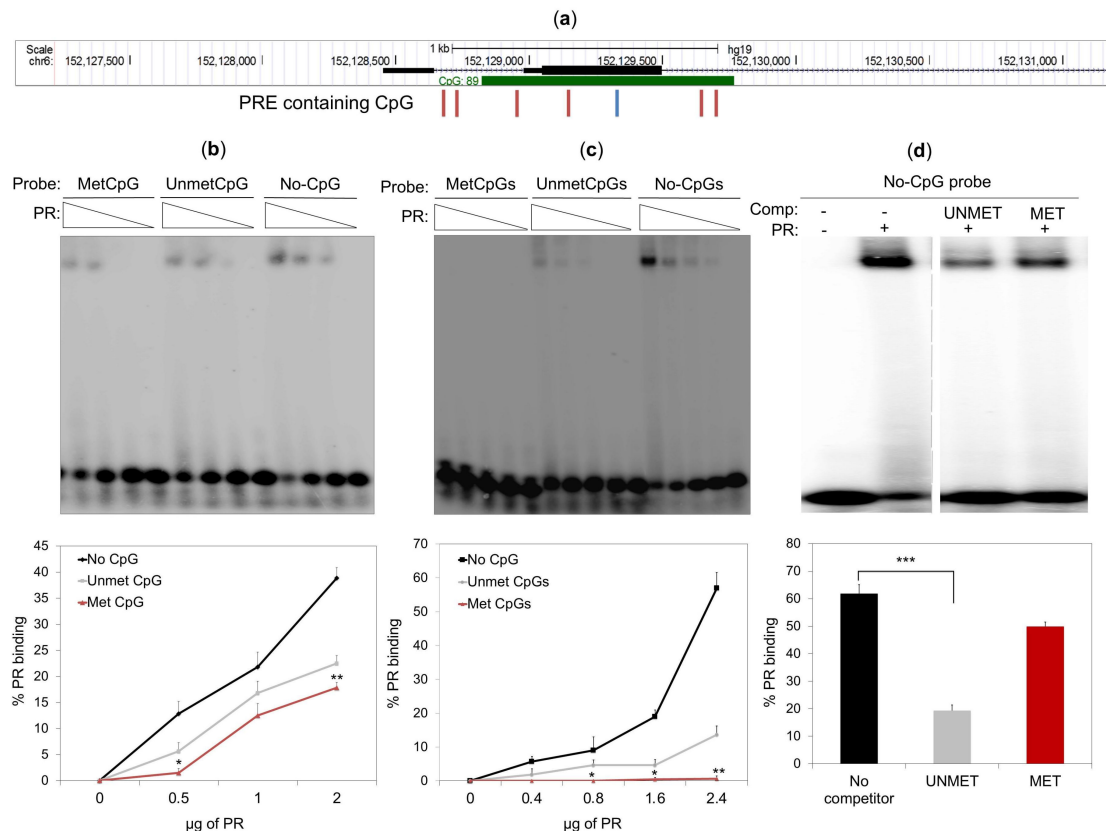 (a)
Scale
chr6:
1 kb
hg19
152,127,500
152,128,000
152,128,500
152,129,000
152,129,500
152,130,000
152,130,500
152,131,000
CpG: 89
PRE containing CpG
(b)
Probe: MetCpG UnmetCpG No-CpG
PR:
45
40
35
30
25
20
15
10
5
0
% PR binding
No CpG
Unmet CpG
Met CpG
*
**
0 0.5 1 2
µg of PR
(c)
Probe: MetCpGs UnmetCpGs No-CpGs
PR:
70
60
50
40
30
20
10
0
% PR binding
No CpG
Unmet CpGs
Met CpGs
* * **
0 0.4 0.8 1.6 2.4
µg of PR
(d)
No-CpG probe
Comp: - - UNMET MET
PR: - + + +
80
70
60
50
40
30
20
10
0
% PR binding
***
No
competitor
UNMET
MET